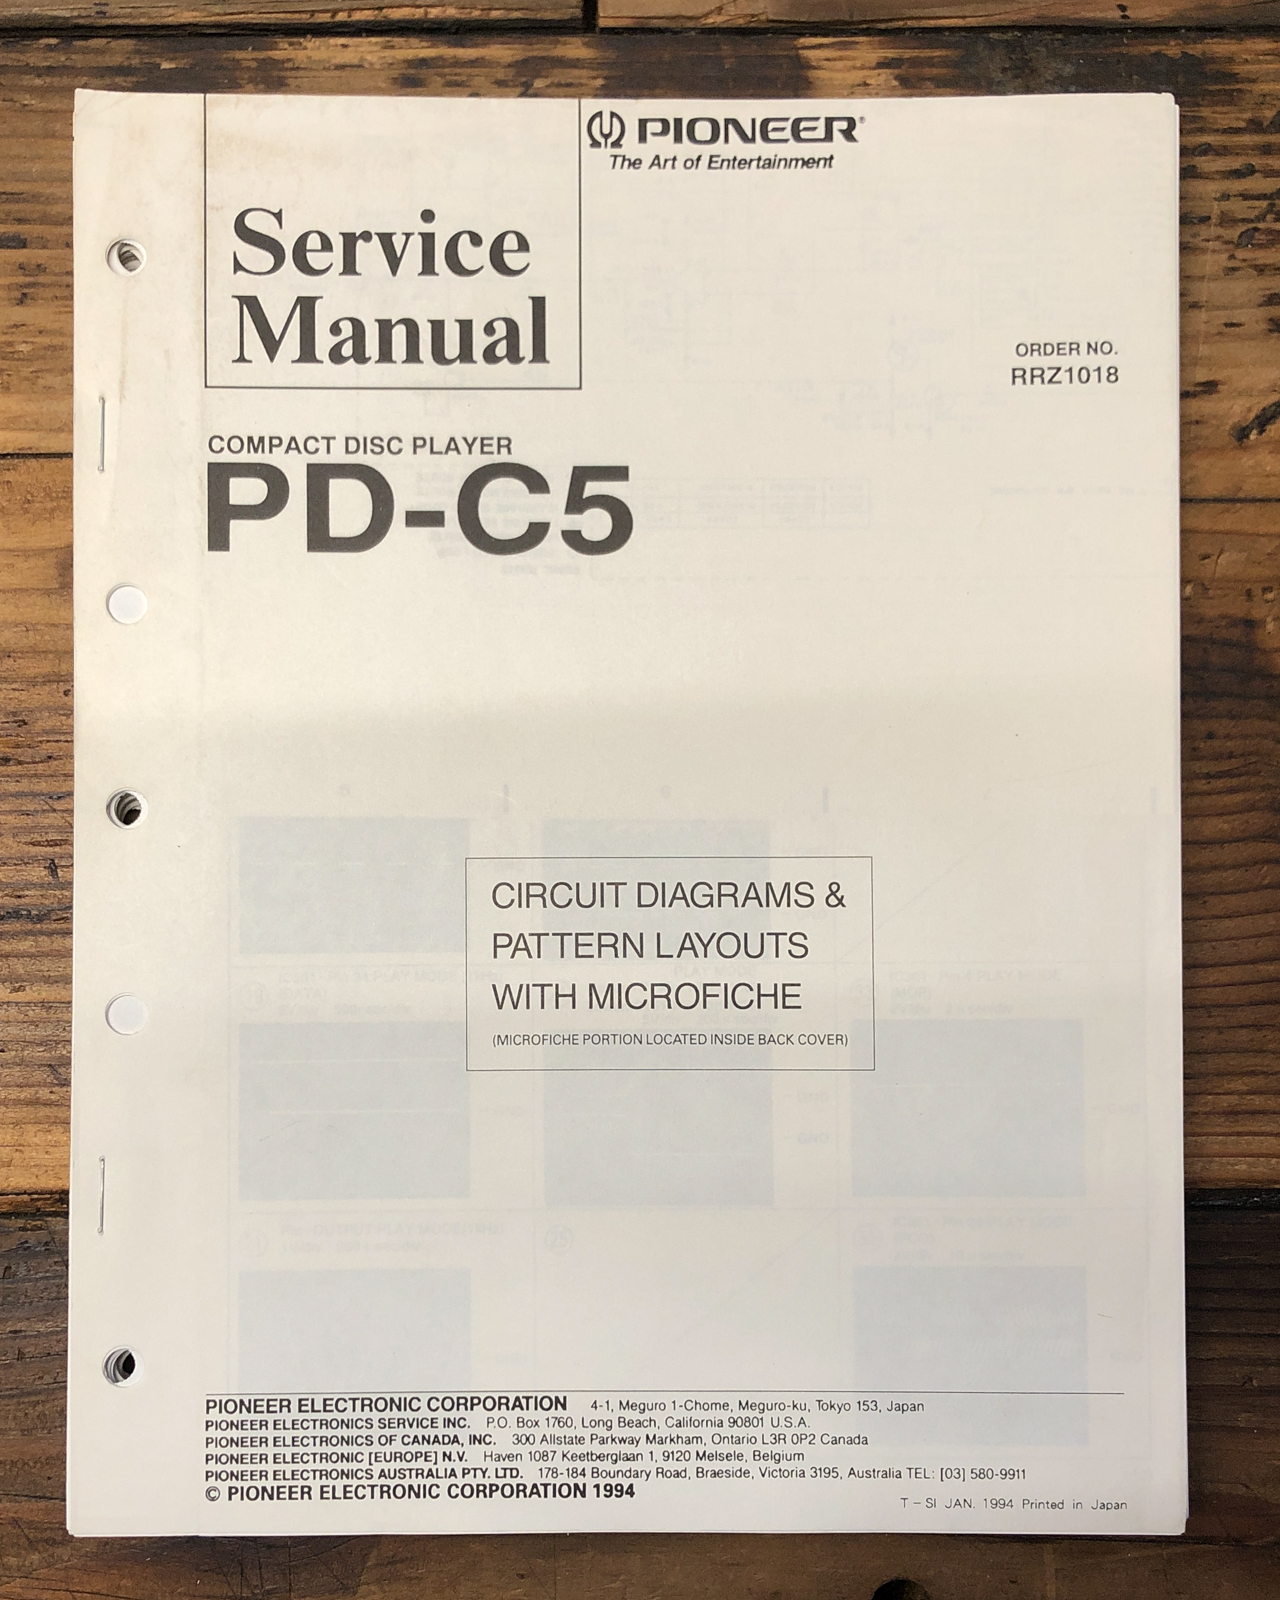 PIONEER®
The Art of Entertainment
Service
Manual
ORDER NO.
RRZ1018
COMPACT DISC PLAYER
PD-C5
CIRCUIT DIAGRAMS &
PATTERN LAYOUTS
WITH MICROFICHE
(MICROFICHE PORTION LOCATED INSIDE BACK COVER)
PIONEER ELECTRONIC CORPORATION 4-1, Meguro 1-Chome, Meguro-ku, Tokyo 153, Japan
PIONEER ELECTRONICS SERVICE INC. P.O. Box 1760, Long Beach, California 90801 U.S.A.
PIONEER ELECTRONICS OF CANADA, INC. 300 Allstate Parkway Markham, Ontario L3R 0P2 Canada
PIONEER ELECTRONIC [EUROPE] N.V. Haven 1087 Keetberglaan 1, 9120 Melsele, Belgium
PIONEER ELECTRONICS AUSTRALIA PTY. LTD. 178-184 Boundary Road, Braeside, Victoria 3195, Australia TEL: [03] 580-9911
© PIONEER ELECTRONIC CORPORATION 1994
T – SI JAN. 1994 Printed in Japan